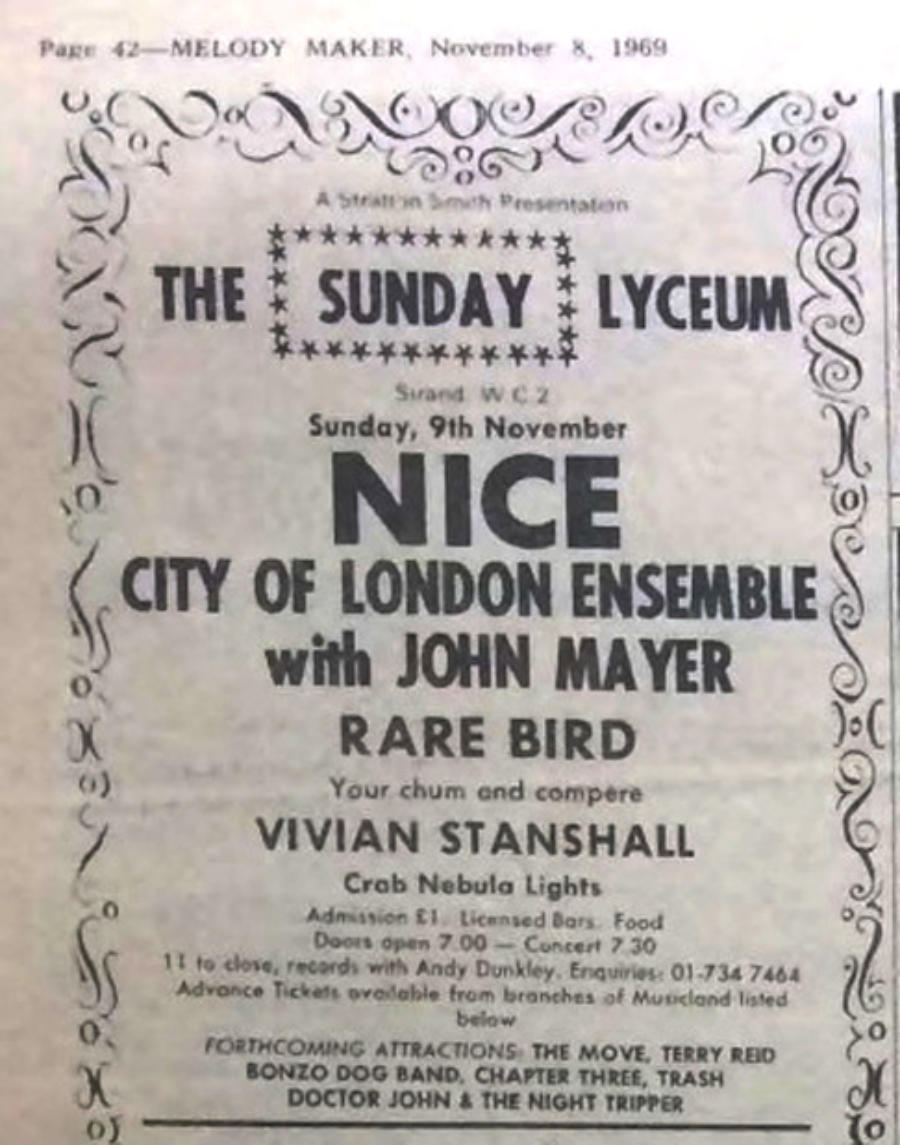 Page 42—MELODY MAKER, November 8, 1969
A Stratton Smith Presentation
THE SUNDAY LYCEUM
Strand W C 2
Sunday, 9th November
NICE
CITY OF LONDON ENSEMBLE
with JOHN MAYER
RARE BIRD
Your chum and compere
VIVIAN STANSHALL
Crab Nebula Lights
Admission £1. Licensed Bars. Food
Doors open 7.00 — Concert 7.30
11 to close, records with Andy Dunkley. Enquiries: 01-734 7464
Advance Tickets available from branches of Musicland listed
below
FORTHCOMING ATTRACTIONS: THE MOVE, TERRY REID
BONZO DOG BAND, CHAPTER THREE, TRASH
DOCTOR JOHN & THE NIGHT TRIPPER